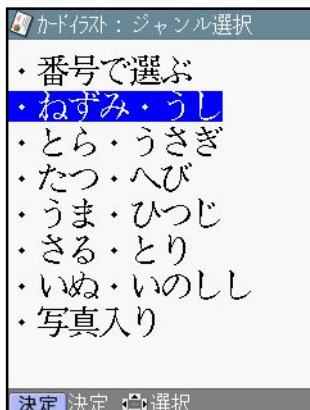 カードイラスト：ジャンル選択
・番号で選ぶ
・ねずみ・うし
・とら・うさぎ
・たつ・へび
・うま・ひつじ
・さる・とり
・いぬ・いのしし
・写真入り
決定 決定 選択